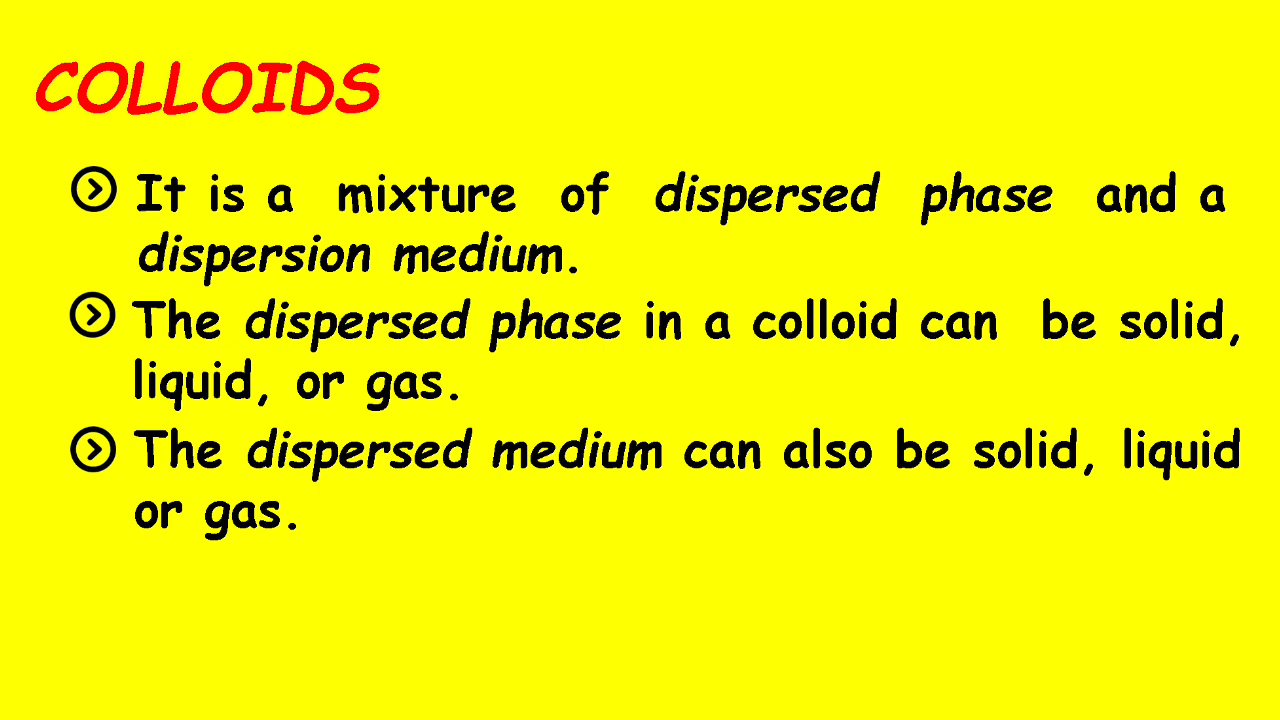 COLLOIDS
It is a mixture of dispersed phase and a
dispersion medium.
The dispersed phase in a colloid can be solid,
liquid, or gas.
The dispersed medium can also be solid, liquid
or gas.